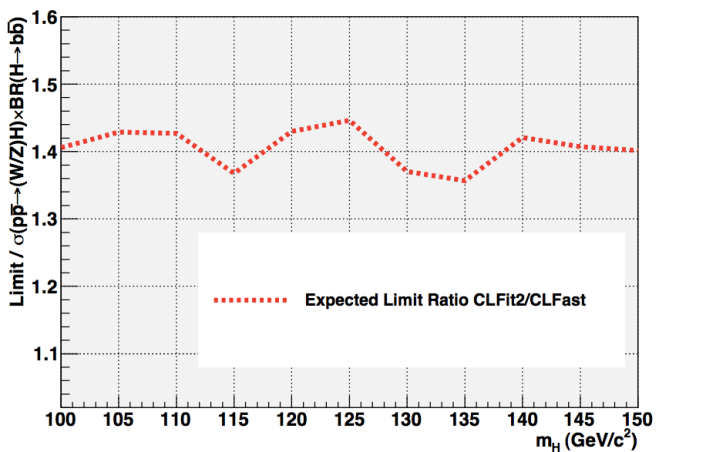 Limit / σ(pp̅→(W/Z)H)×BR(H→bb̅)
1.6
1.5
1.4
1.3
1.2
1.1
Expected Limit Ratio CLFit2/CLFast
100 105 110 115 120 125 130 135 140 145 150
m_H (GeV/c²)